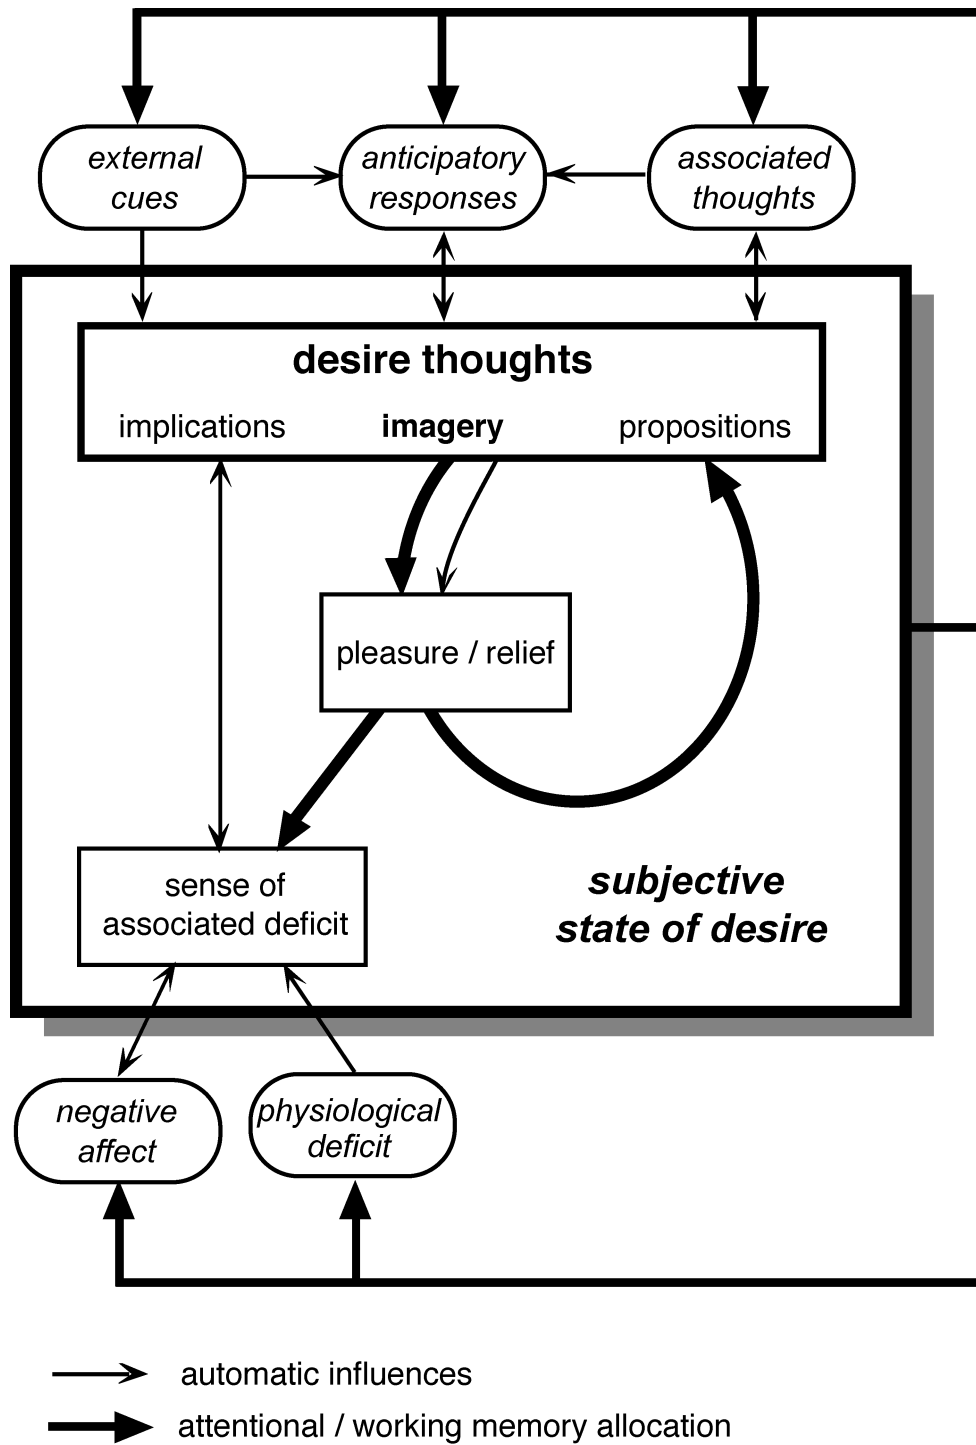 external
cues
anticipatory
responses
associated
thoughts
desire thoughts
implications
imagery
propositions
pleasure / relief
sense of
associated deficit
subjective
state of desire
negative
affect
physiological
deficit
automatic influences
attentional / working memory allocation